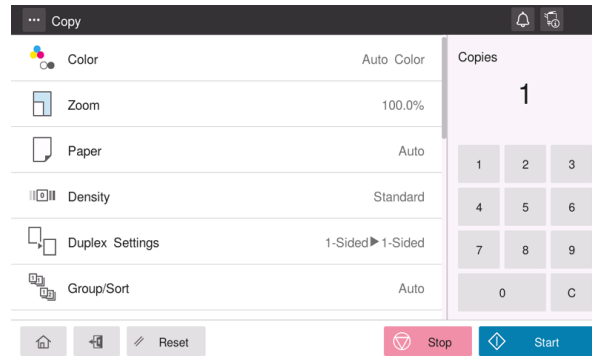 Copy
Color Auto Color
Zoom 100.0%
Paper Auto
Density Standard
Duplex Settings 1-Sided▶1-Sided
Group/Sort Auto
Copies
1
1 2 3
4 5 6
7 8 9
0 C
Reset
Stop
Start